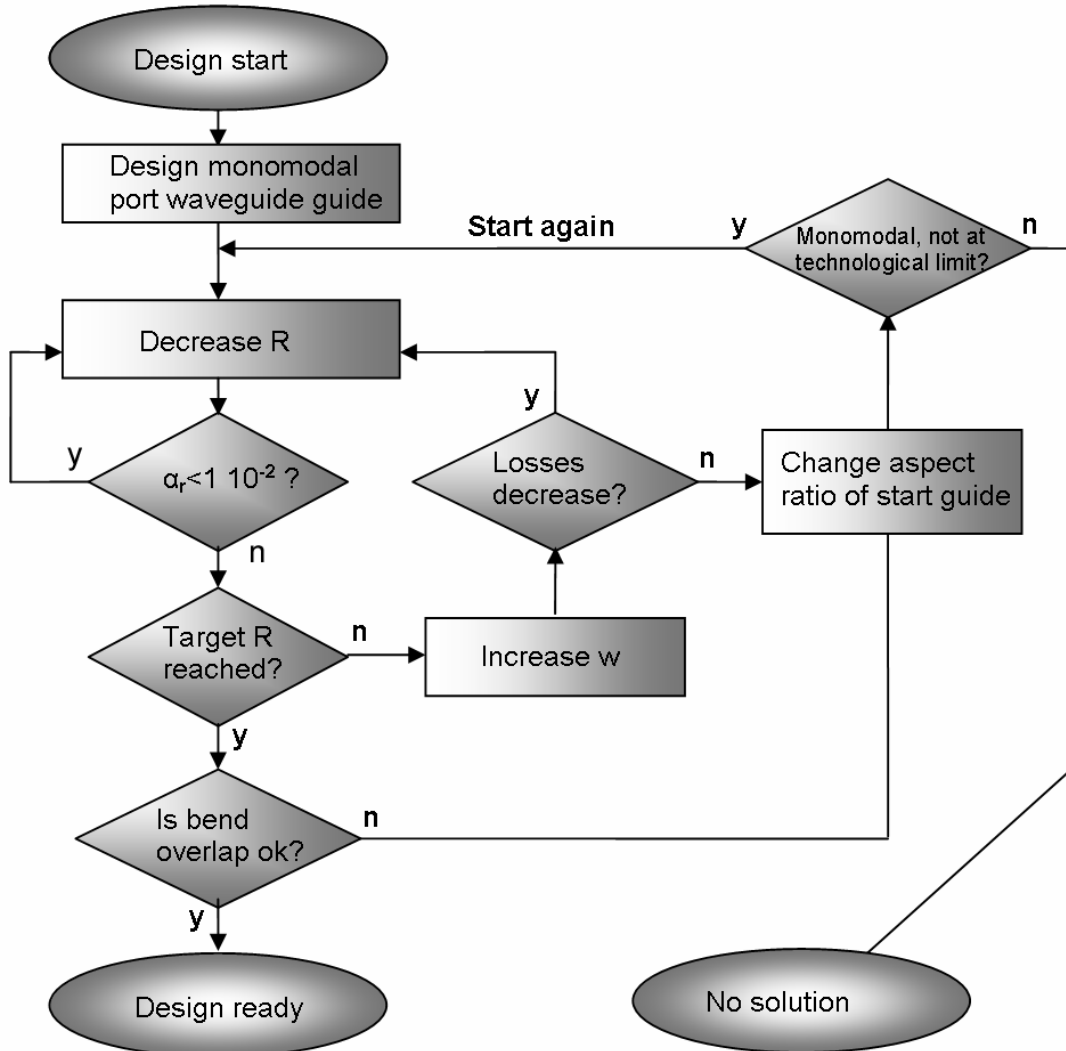 Design start
Design monomodal
port waveguide guide
Start again
y
Monomodal, not at
technological limit?
n
Decrease R
y
αr<1 10-2 ?
n
y
Losses
decrease?
n
Change aspect
ratio of start guide
Target R
reached?
n
Increase w
y
Is bend
overlap ok?
n
y
Design ready
No solution